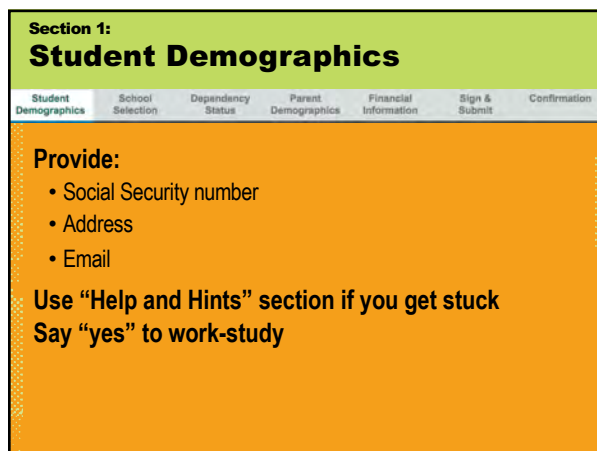 Section 1:
Student Demographics
Student Demographics
School Selection
Dependency Status
Parent Demographics
Financial Information
Sign & Submit
Confirmation
Provide:
• Social Security number
• Address
• Email
Use “Help and Hints” section if you get stuck
Say “yes” to work-study